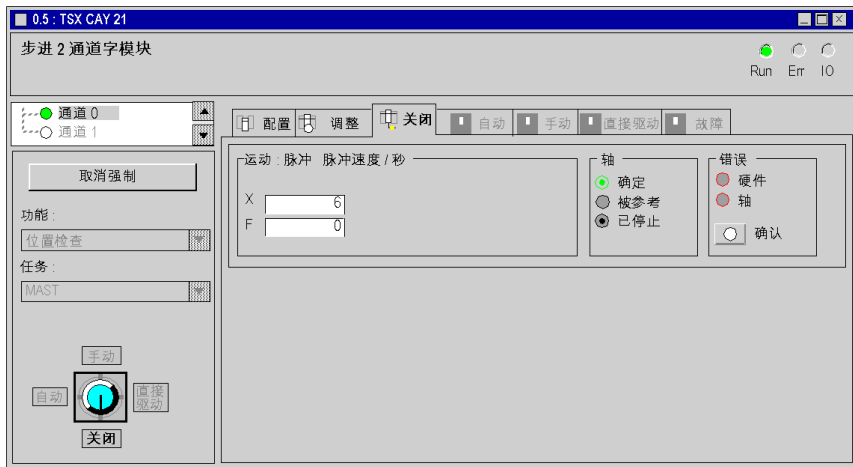 0.5 : TSX CAY 21
步进 2 通道字模块
Run Err IO
通道 0
通道 1
配置 调整 关闭 自动 手动 直接驱动 故障
取消强制
功能 :
位置检查
任务 :
MAST
手动
自动
直接
驱动
关闭
运动 : 脉冲 脉冲速度 / 秒
X 6
F 0
轴
确定
被参考
已停止
错误
硬件
轴
确认